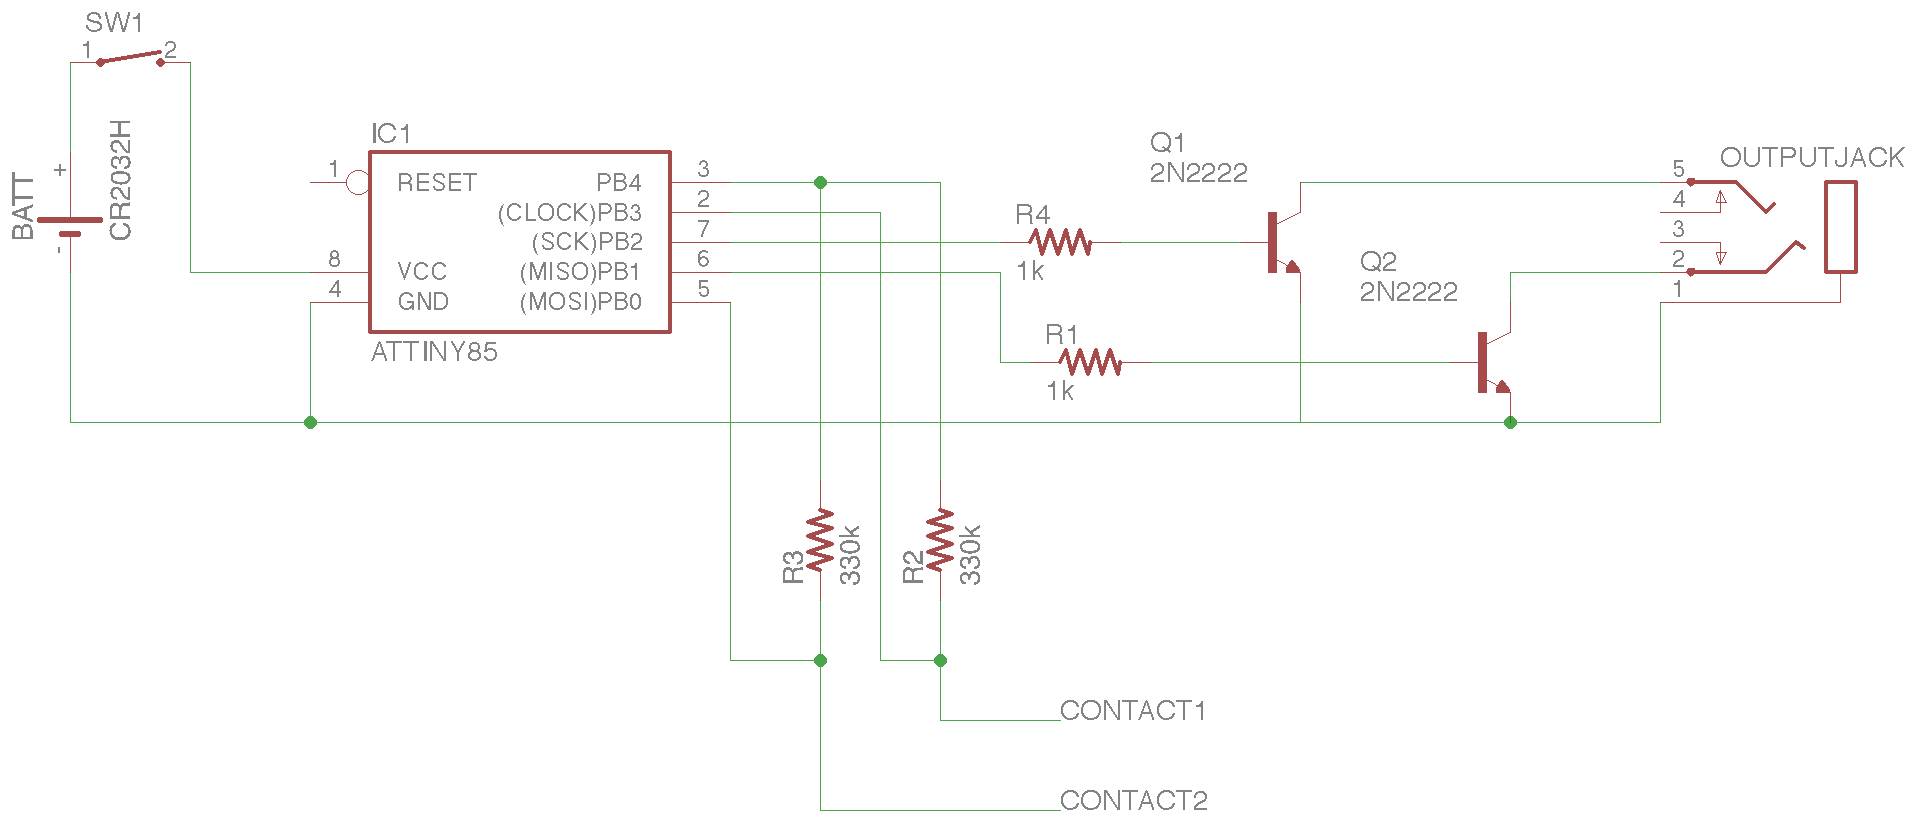 SW1
1 2
BATT
+
-
CR2032H
IC1
1
RESET
8
VCC
4
GND
PB4
3
(CLOCK)PB3
2
(SCK)PB2
7
(MISO)PB1
6
(MOSI)PB0
5
ATTINY85
R4
1k
R1
1k
Q1
2N2222
Q2
2N2222
OUTPUTJACK
5
4
3
2
1
R3
330k
R2
330k
CONTACT1
CONTACT2